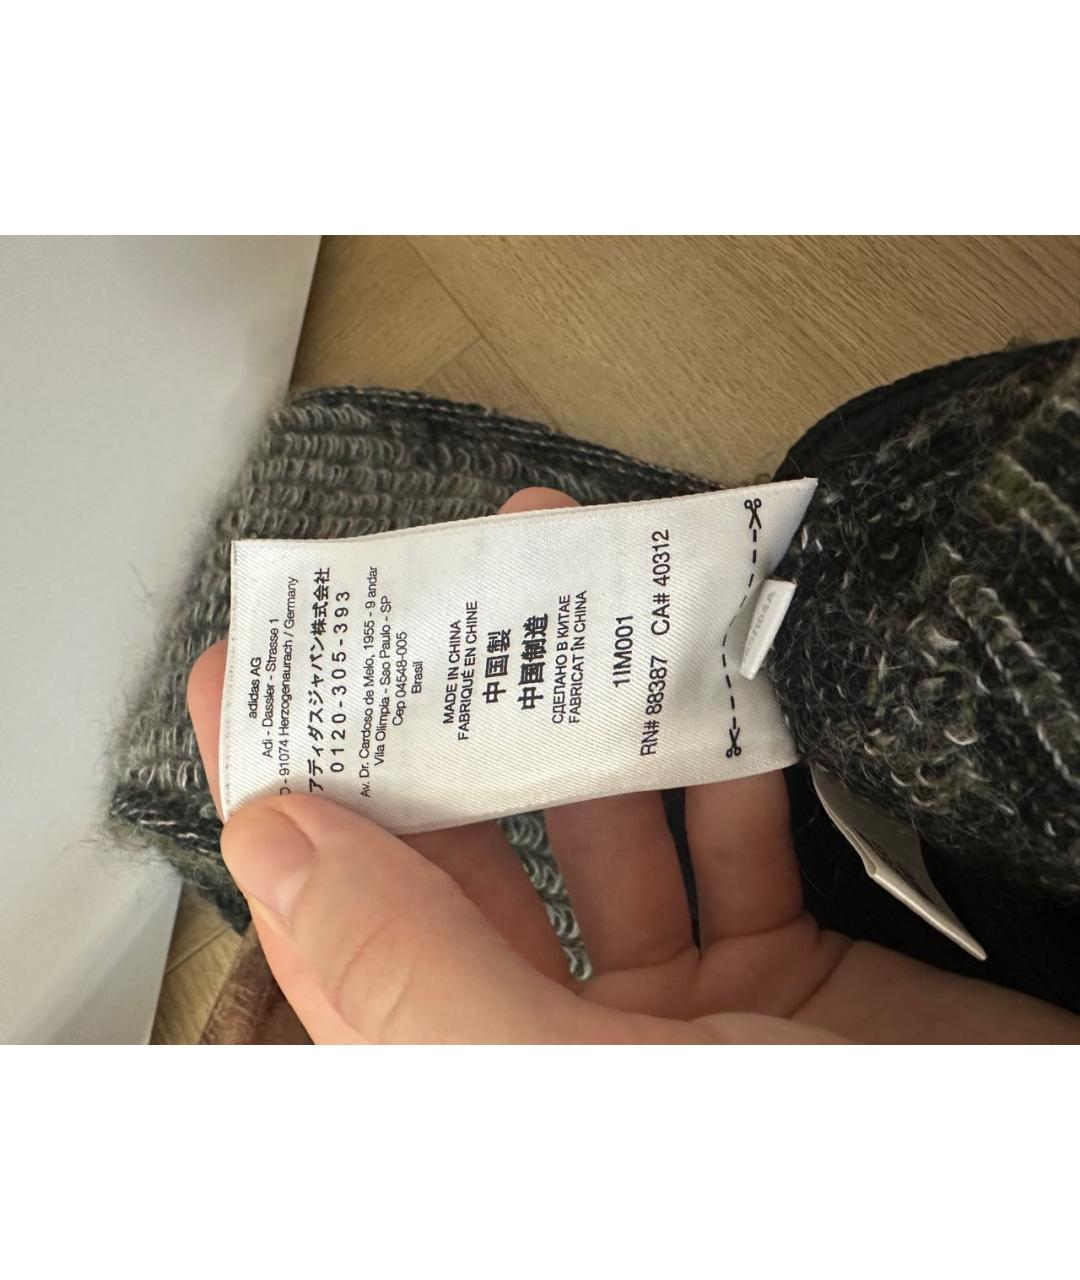 adidas AG
Adi - Dassler - Strasse 1
- 91074 Herzogenaurach / Germany
アディダスジャパン株式会社
0120-305-393
Av. Dr. Cardoso de Melo, 1955 - 9 andar
Vila Olimpia - Sao Paulo - SP
Cep 04548-005
Brasil
MADE IN CHINA
FABRIQUÉ EN CHINE
中国製
中国制造
СДЕЛАНО В КИТАЕ
FABRICAT ÎN CHINA
1IM001
RN# 88387 CA# 40312